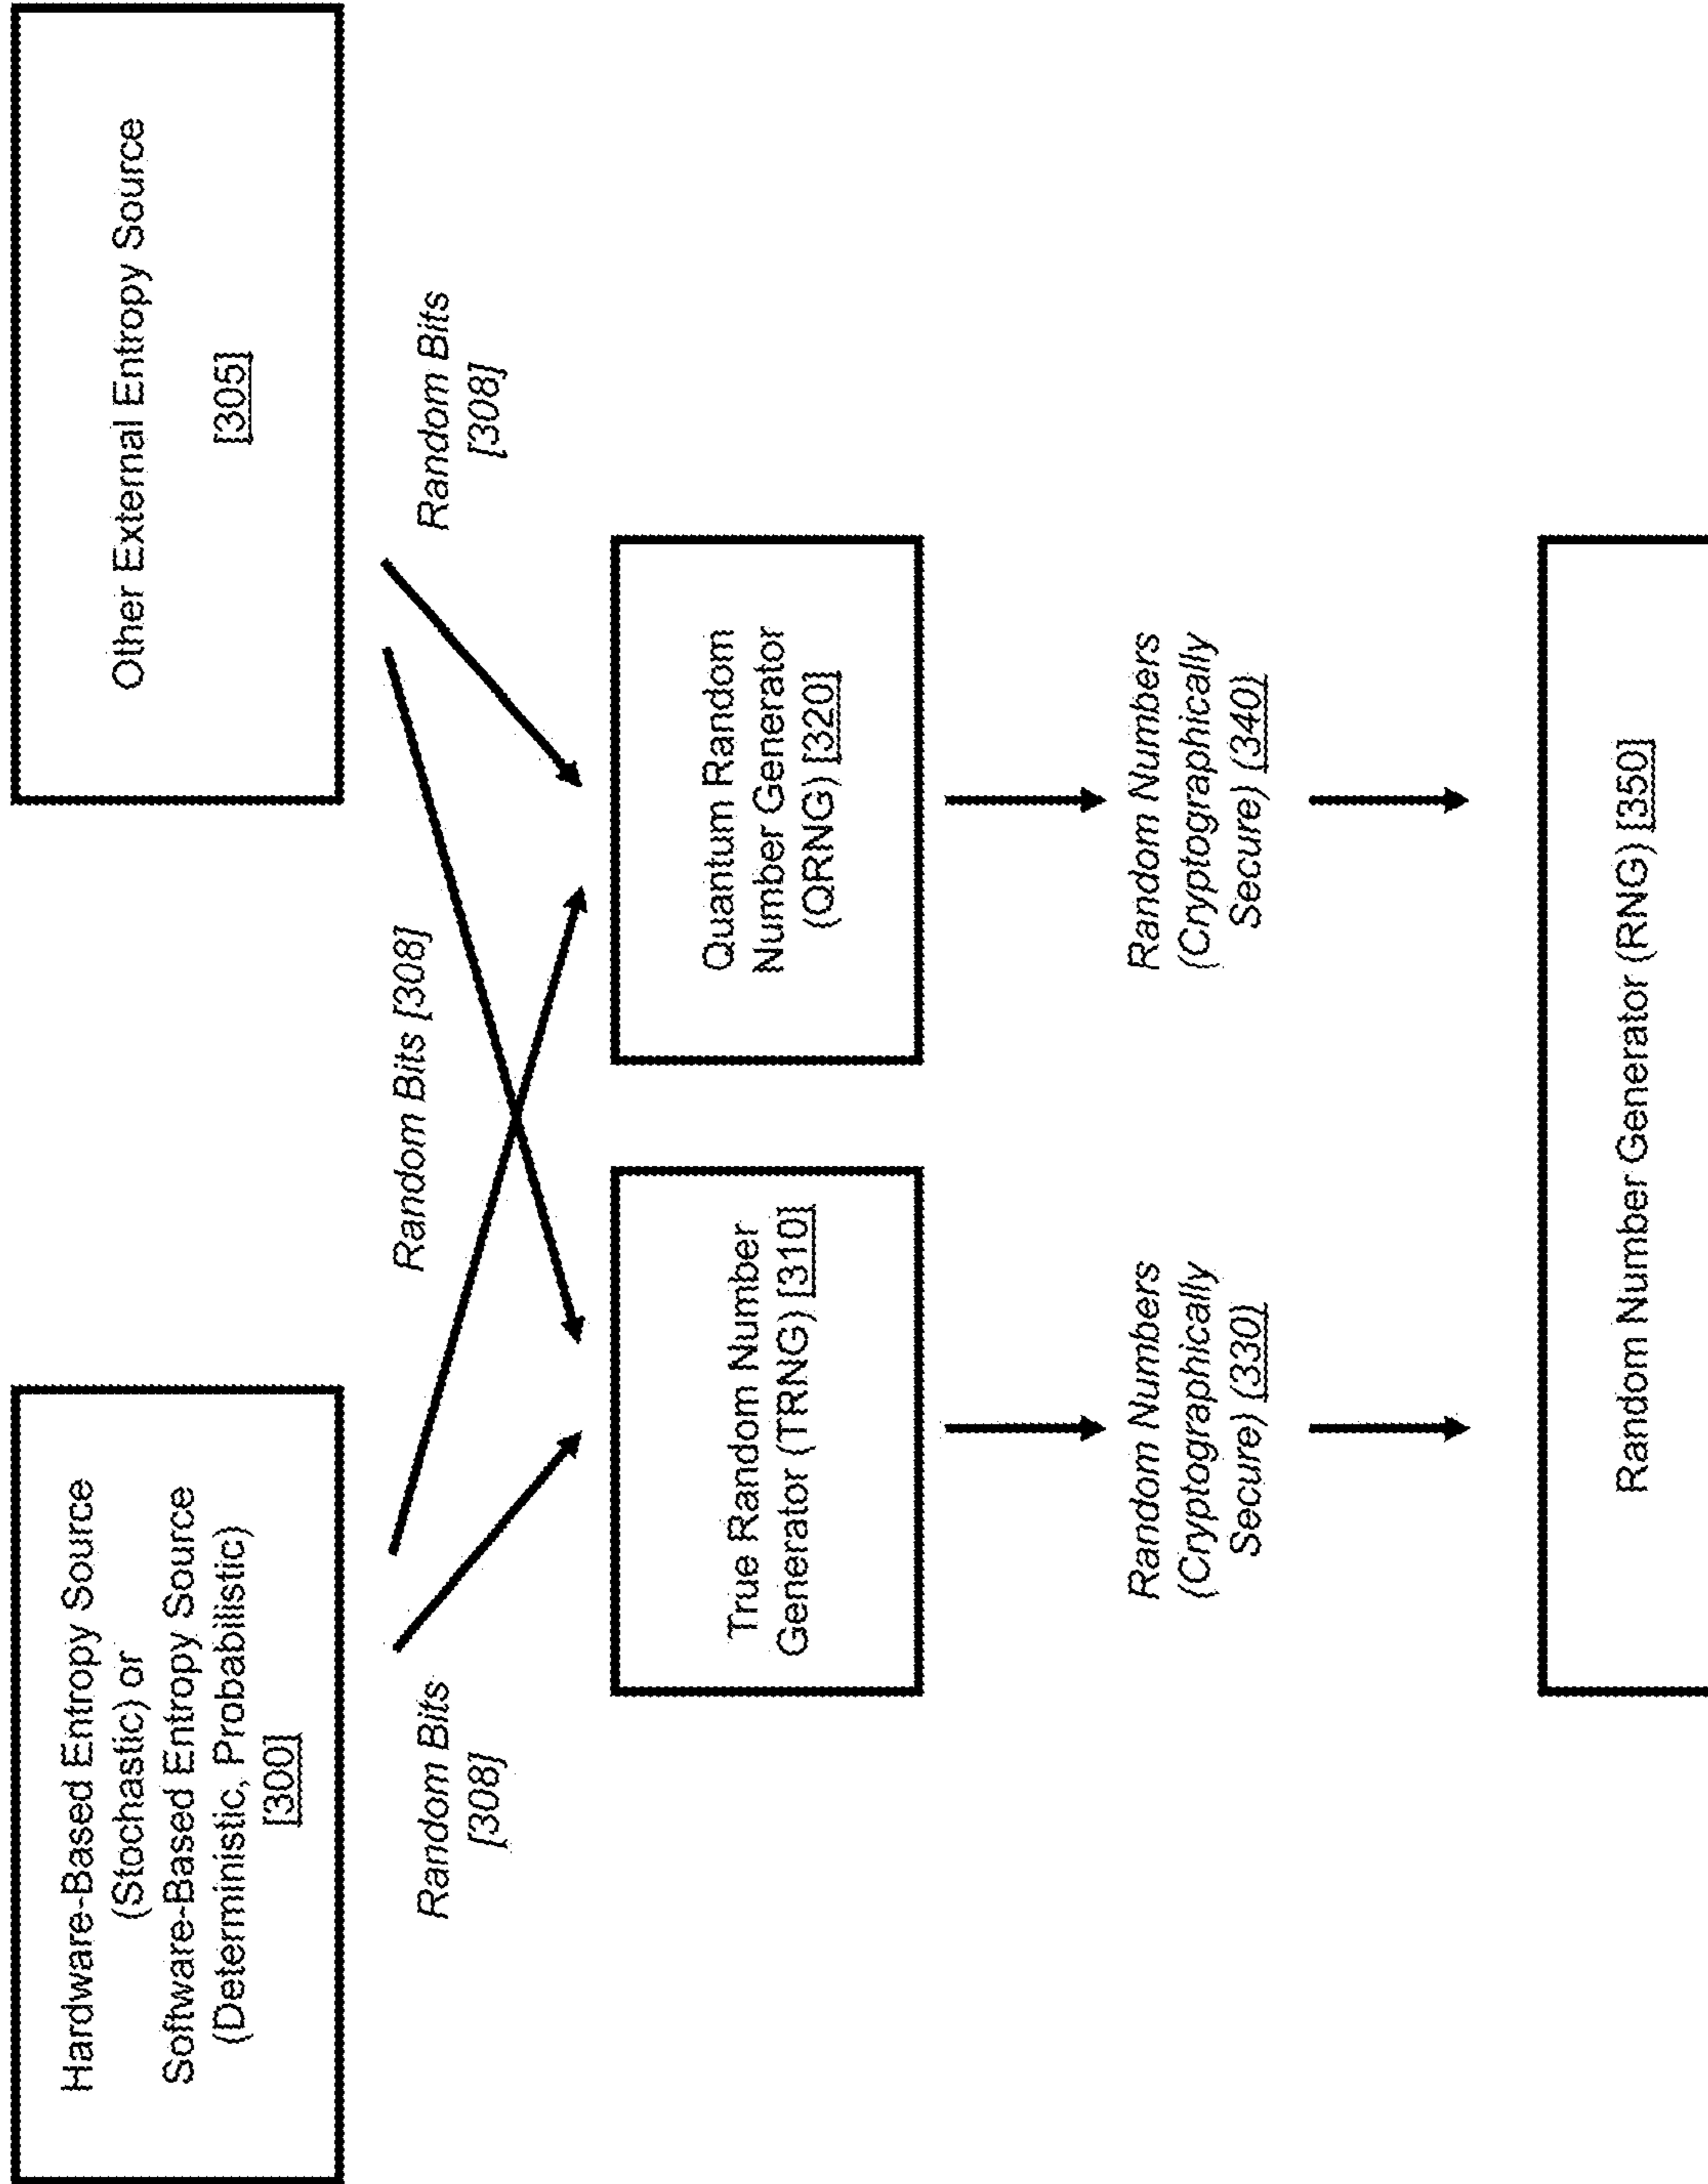 Hardware-Based Entropy Source
(Stochastic) or
Software-Based Entropy Source
(Deterministic, Probabilistic)
[300]
Other External Entropy Source
[305]
Random Bits
[308]
Random Bits [308]
Random Bits
[308]
True Random Number
Generator (TRNG) [310]
Quantum Random
Number Generator
(QRNG) [320]
Random Numbers
(Cryptographically
Secure) (330)
Random Numbers
(Cryptographically
Secure) (340)
Random Number Generator (RNG) [350]